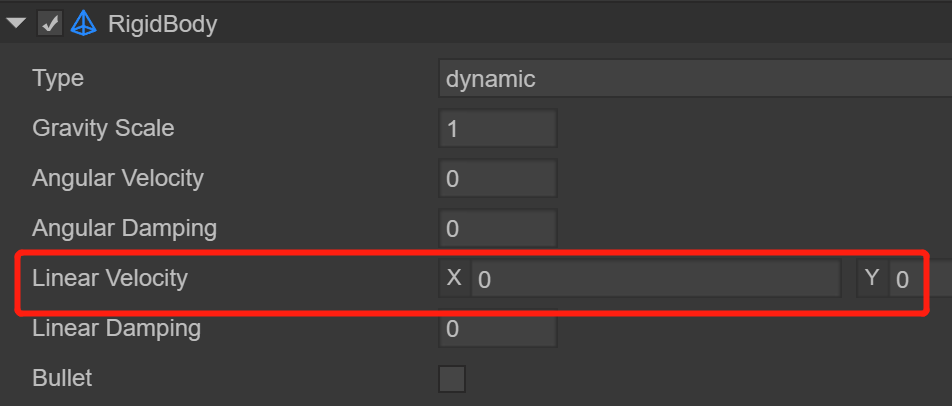 RigidBody
Type dynamic
Gravity Scale 1
Angular Velocity 0
Angular Damping 0
Linear Velocity X 0 Y 0
Linear Damping 0
Bullet